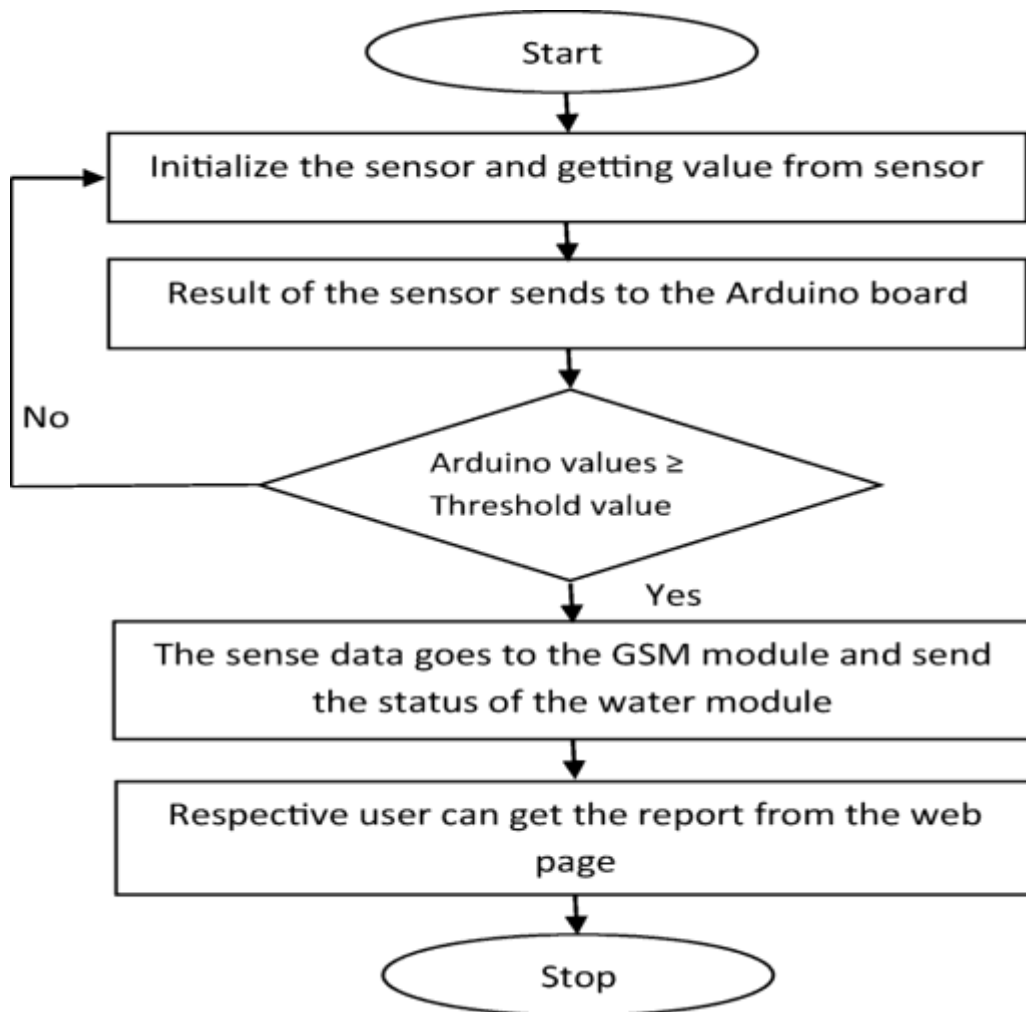 Start
Initialize the sensor and getting value from sensor
Result of the sensor sends to the Arduino board
No
Arduino values ≥
Threshold value
Yes
The sense data goes to the GSM module and send
the status of the water module
Respective user can get the report from the web
page
Stop